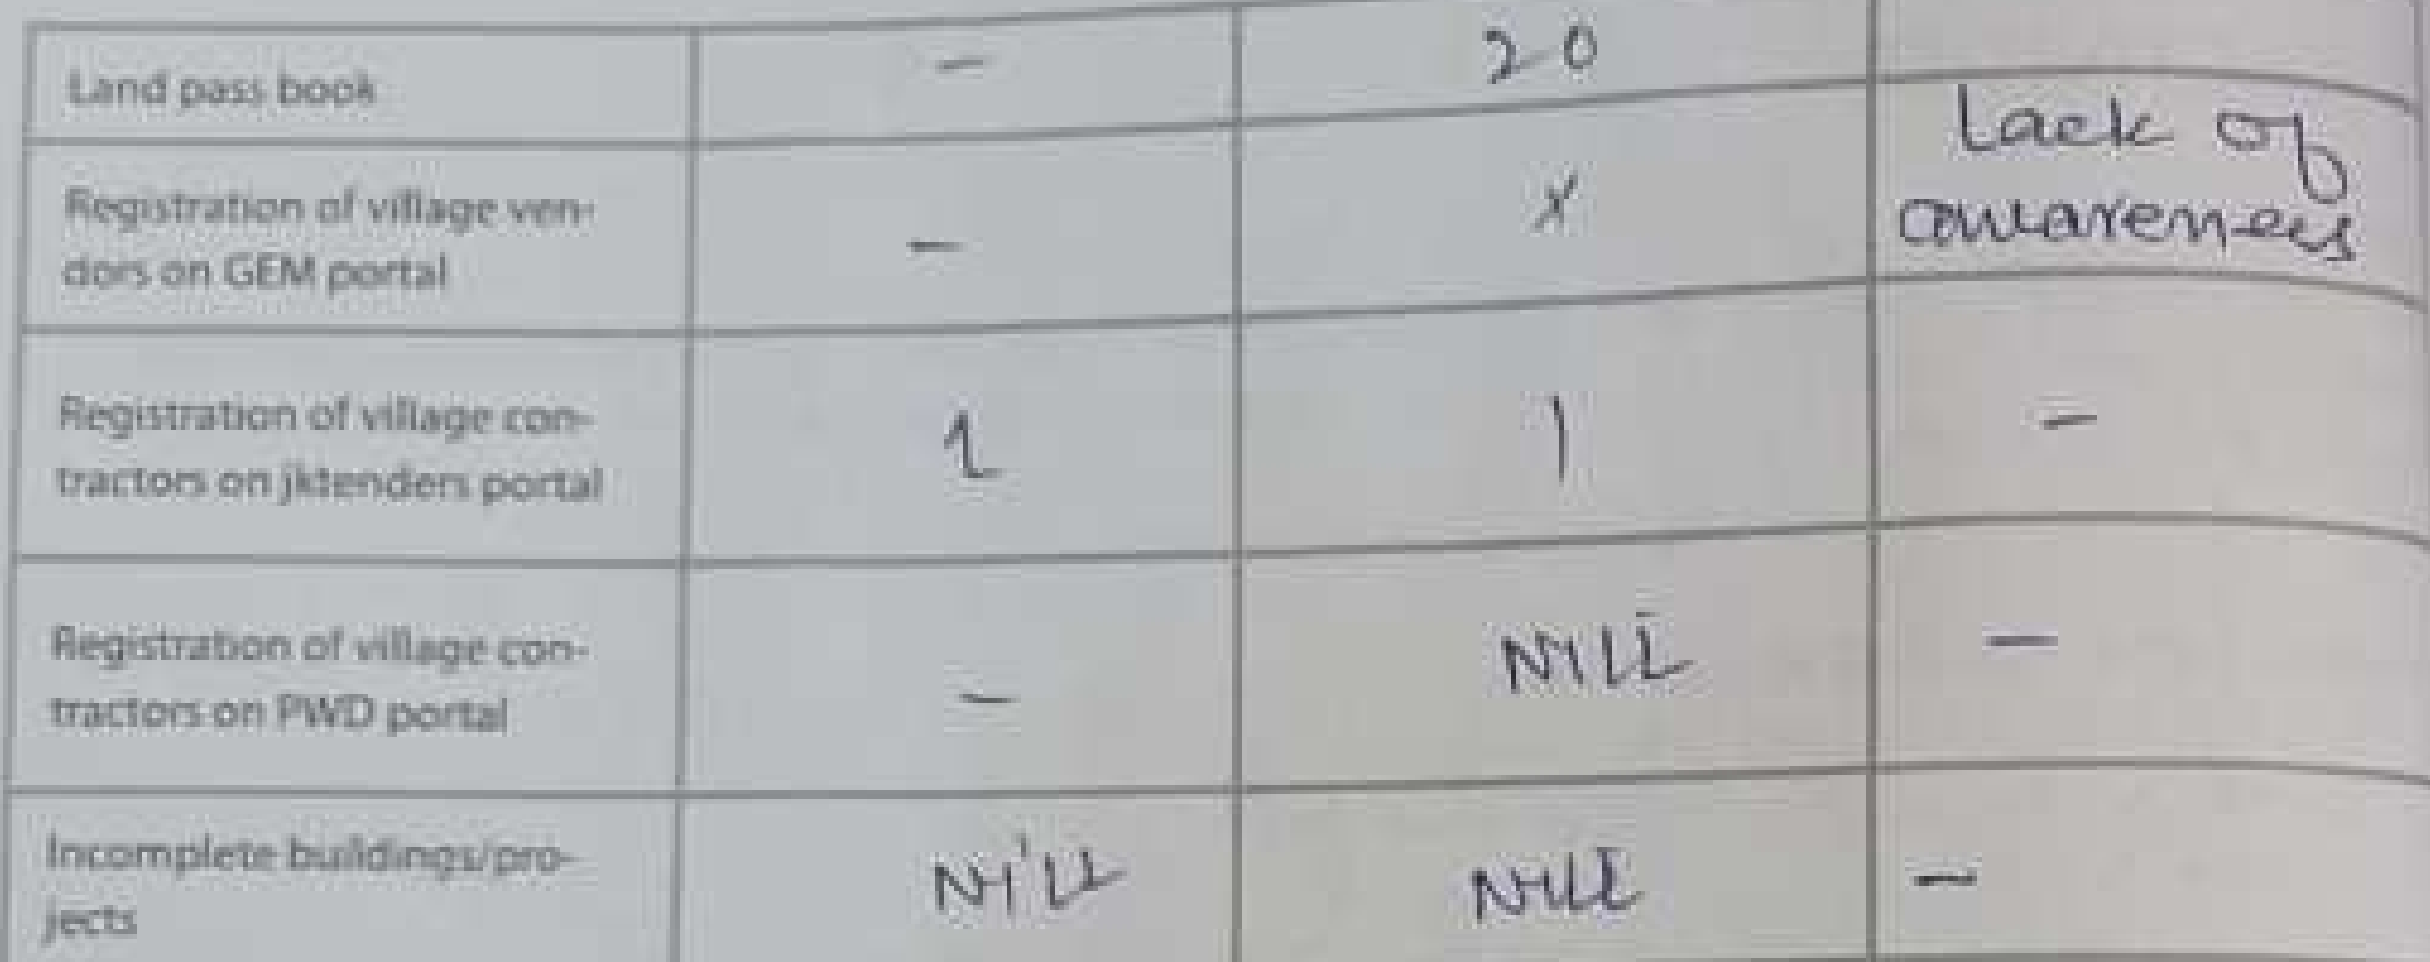 Land pass book — 20
Lack of
Registration of village ven- — x
dors on GEM portal
Registration of village con- 1 1 —
tractors on jktenders portal
Registration of village con- — NILL —
tractors on PWD portal
Incomplete buildings/pro- NILL NILL —
jects